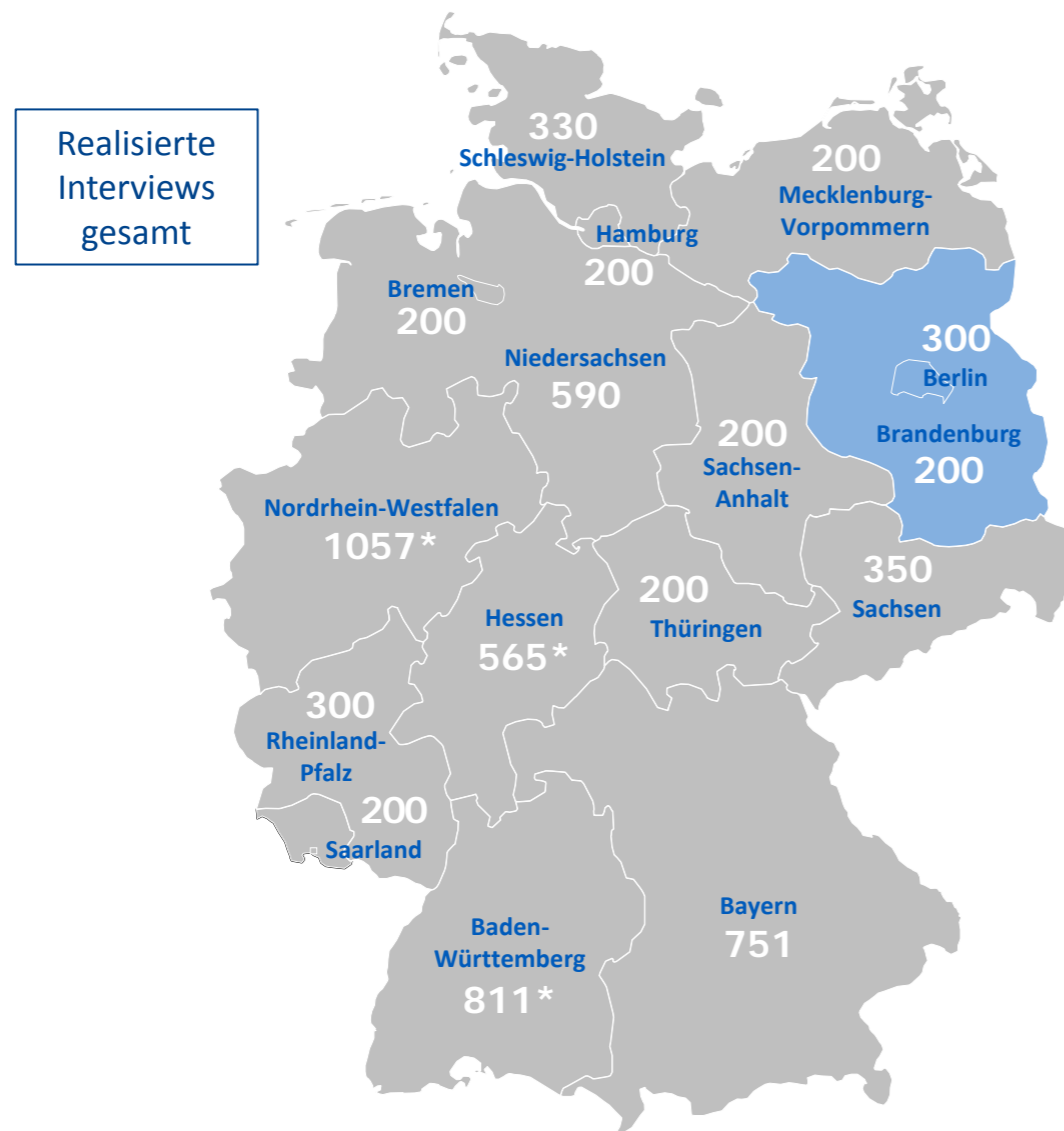 Realisierte
Interviews
gesamt
330
Schleswig-Holstein
200
Mecklenburg-
Vorpommern
Hamburg
200
Bremen
200
Niedersachsen
590
300
Berlin
Brandenburg
200
200
Sachsen-
Anhalt
Nordrhein-Westfalen
1057*
350
Sachsen
200
Thüringen
Hessen
565*
300
Rheinland-
Pfalz
200
Saarland
Bayern
751
Baden-
Württemberg
811*